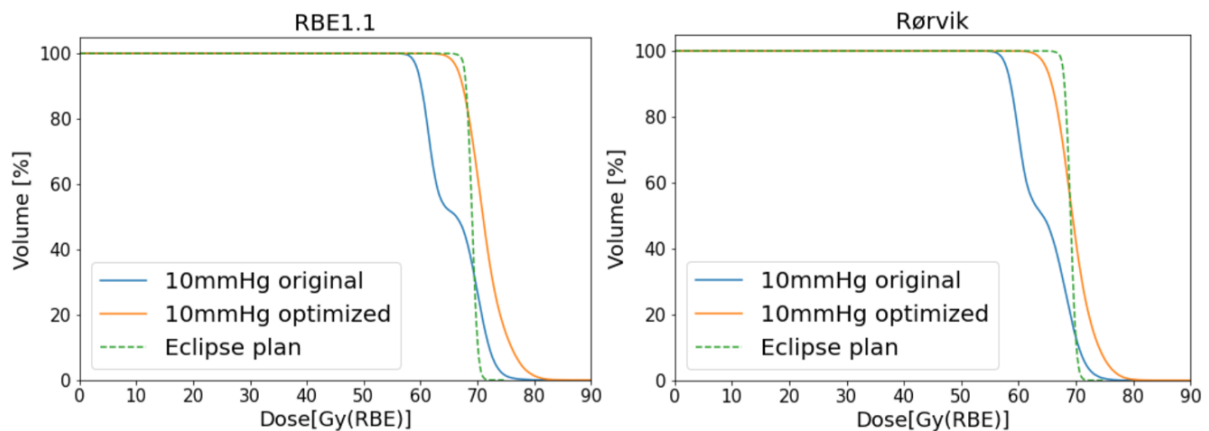 RBE1.1
100
80
60
40
20
0
Volume [%]
10mmHg original
10mmHg optimized
Eclipse plan
0 10 20 30 40 50 60 70 80 90
Dose[Gy(RBE)]
Rørvik
100
80
60
40
20
0
Volume [%]
10mmHg original
10mmHg optimized
Eclipse plan
0 10 20 30 40 50 60 70 80 90
Dose[Gy(RBE)]